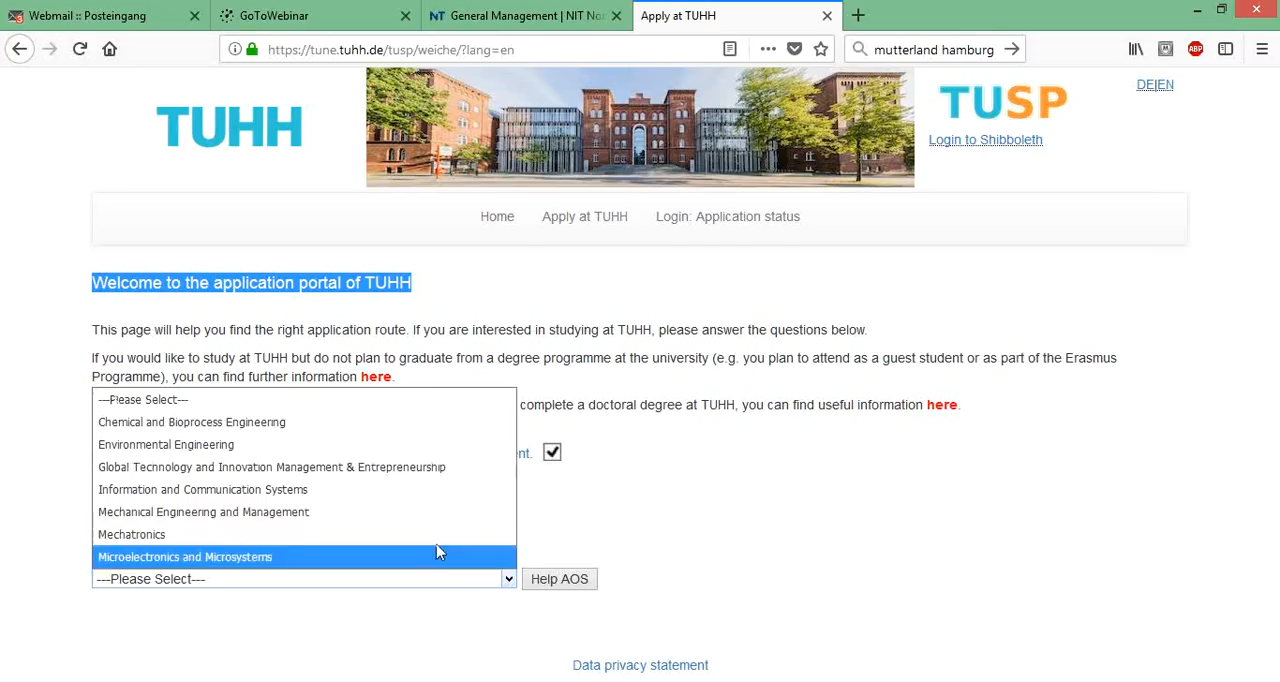 Webmail :: Posteingang
GoToWebinar
NT General Management | NIT No
Apply at TUHH
https://tune.tuhh.de/tusp/weiche/?lang=en
mutterland hamburg
ABP
TUHH
TUSP
DE|EN
Login to Shibboleth
Home Apply at TUHH Login: Application status
Welcome to the application portal of TUHH
This page will help you find the right application route. If you are interested in studying at TUHH, please answer the questions below.
If you would like to study at TUHH but do not plan to graduate from a degree programme at the university (e.g. you plan to attend as a guest student or as part of the Erasmus
Programme), you can find further information here.
---Please Select---
complete a doctoral degree at TUHH, you can find useful information here.
Chemical and Bioprocess Engineering
Environmental Engineering
nt.
Global Technology and Innovation Management & Entrepreneurship
Information and Communication Systems
Mechanical Engineering and Management
Mechatronics
Microelectronics and Microsystems
---Please Select---
Help AOS
Data privacy statement